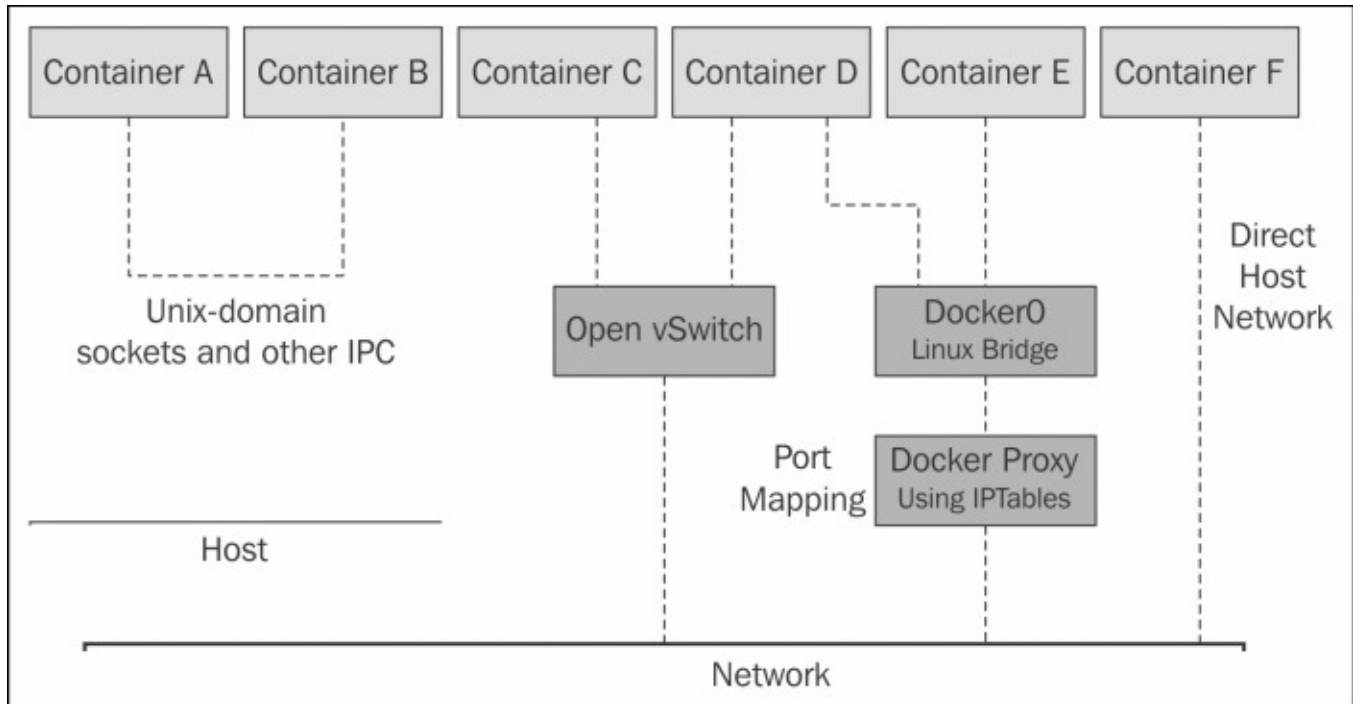 Container A
Container B
Container C
Container D
Container E
Container F
Unix-domain
sockets and other IPC
Open vSwitch
Docker0
Linux Bridge
Direct
Host
Network
Port
Mapping
Docker Proxy
Using IPTables
Host
Network